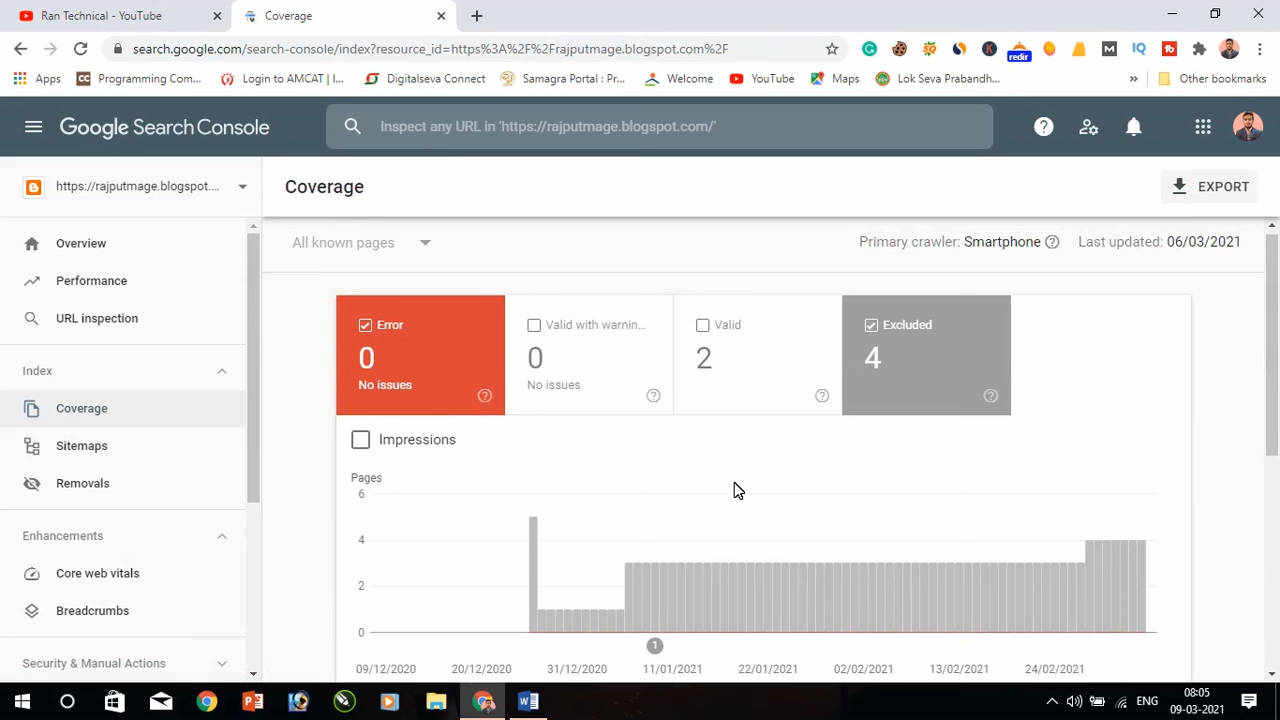 Ran Technical - YouTube
Coverage
search.google.com/search-console/index?resource_id=https%3A%2F%2Frajputmage.blogspot.com%2F
redir
M
IQ
Apps
CC Programming Com...
Login to AMCAT | I...
Digitalseva Connect
Samagra Portal : Pr...
Welcome
YouTube
Maps
Lok Seva Prabandh...
»
Other bookmarks
Google Search Console
Inspect any URL in 'https://rajputmage.blogspot.com/'
https://rajputmage.blogspot....
Coverage
EXPORT
Overview
Performance
URL inspection
Index
Coverage
Sitemaps
Removals
Enhancements
Core web vitals
Breadcrumbs
Security & Manual Actions
All known pages
Primary crawler: Smartphone
Last updated: 06/03/2021
Error
0
No issues
Valid with warnin...
0
No issues
Valid
2
Excluded
4
Impressions
Pages
6
4
2
0
1
09/12/2020 20/12/2020 31/12/2020 11/01/2021 22/01/2021 02/02/2021 13/02/2021 24/02/2021
ENG
08:05
09-03-2021